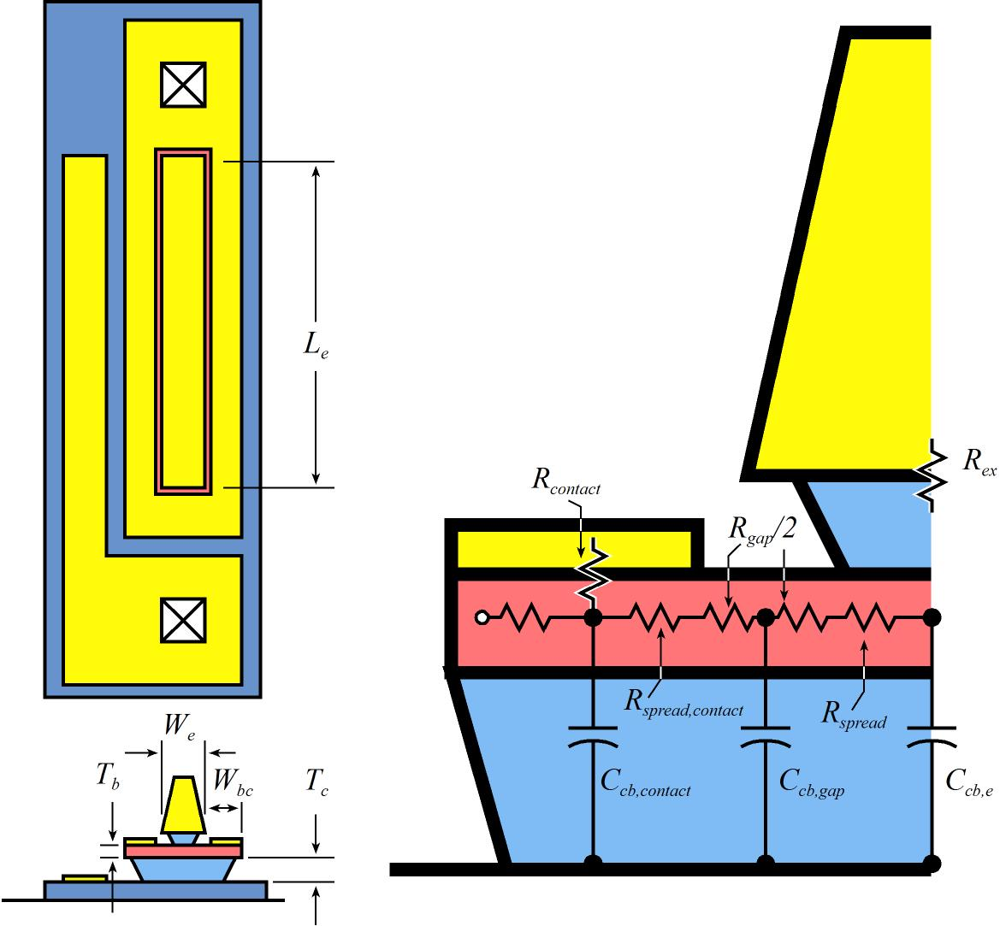 L_e
W_e
T_b
W_bc
T_c
R_ex
R_contact
R_gap/2
R_spread,contact
R_spread
C_cb,contact
C_cb,gap
C_cb,e